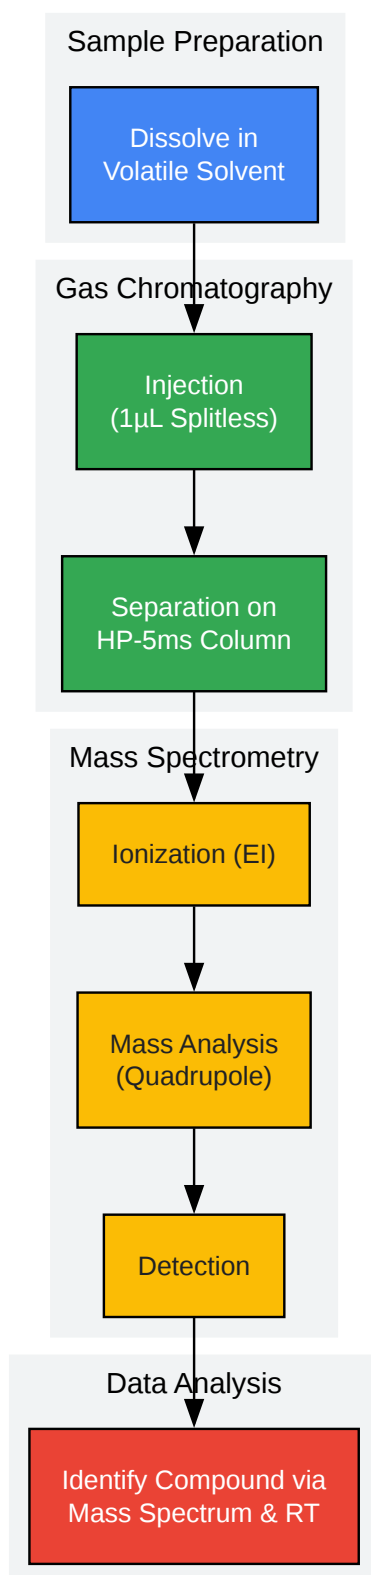 Sample Preparation
Dissolve in
Volatile Solvent
Gas Chromatography
Injection
(1µL Splitless)
Separation on
HP-5ms Column
Mass Spectrometry
Ionization (EI)
Mass Analysis
(Quadrupole)
Detection
Data Analysis
Identify Compound via
Mass Spectrum & RT